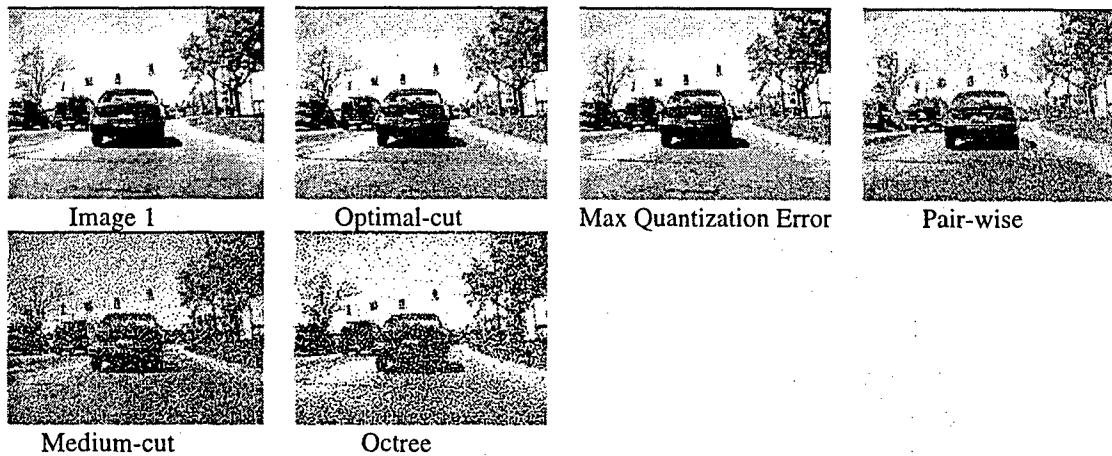 Image 1
Optimal-cut
Max Quantization Error
Pair-wise
Medium-cut
Octree